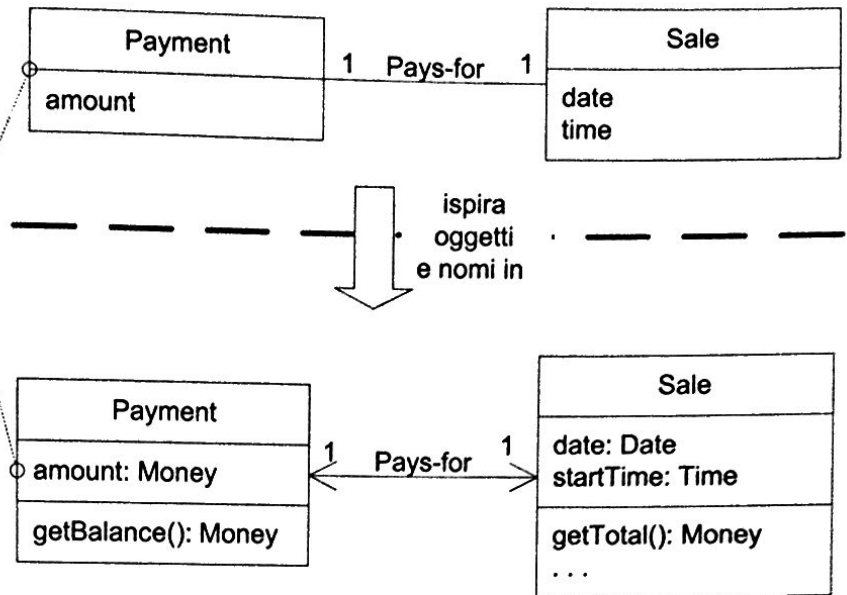 Payment
amount
1 Pays-for 1
Sale
date
time
ispira
oggetti
e nomi in
Payment
amount: Money
getBalance(): Money
1 Pays-for 1
Sale
date: Date
startTime: Time
getTotal(): Money
. . .